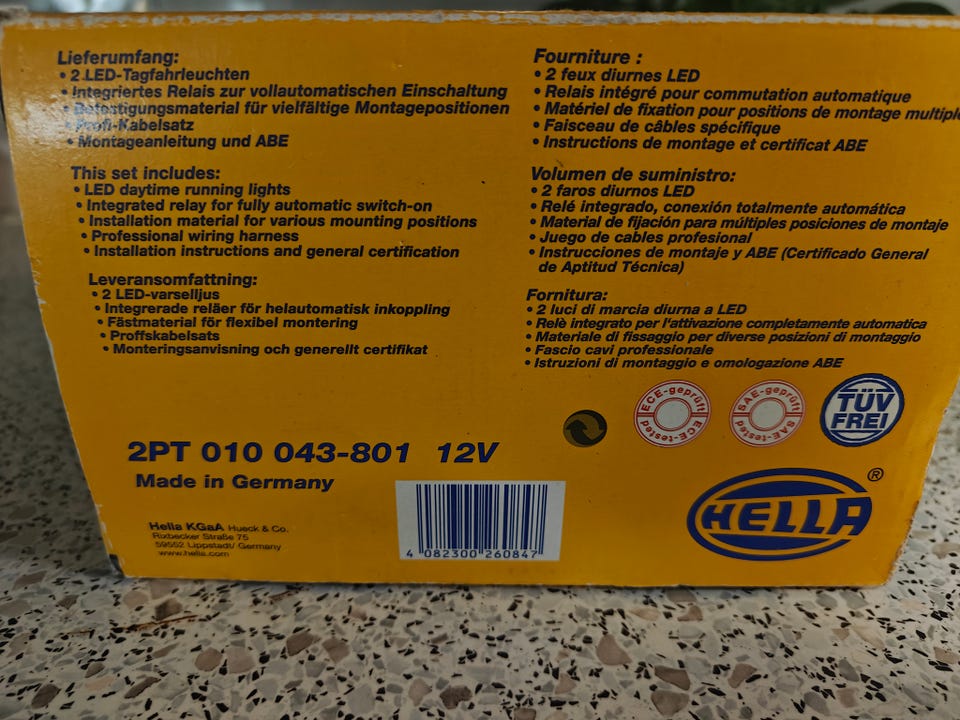 Lieferumfang:
• 2 LED-Tagfahrleuchten
• Integriertes Relais zur vollautomatischen Einschaltung
• Befestigungsmaterial für vielfältige Montagepositionen
• Profi-Kabelsatz
• Montageanleitung und ABE
This set includes:
• LED daytime running lights
• Integrated relay for fully automatic switch-on
• Installation material for various mounting positions
• Professional wiring harness
• Installation instructions and general certification
Leveransomfattning:
• 2 LED-varselljus
• Integrerade reläer för helautomatisk inkoppling
• Fästmaterial för flexibel montering
• Proffskabelsats
• Monteringsanvisning och generellt certifikat
Fourniture :
• 2 feux diurnes LED
• Relais intégré pour commutation automatique
• Matériel de fixation pour positions de montage multiple
• Faisceau de câbles spécifique
• Instructions de montage et certificat ABE
Volumen de suministro:
• 2 faros diurnos LED
• Relé integrado, conexión totalmente automática
• Material de fijación para múltiples posiciones de montaje
• Juego de cables profesional
• Instrucciones de montaje y ABE (Certificado General
de Aptitud Técnica)
Fornitura:
• 2 luci di marcia diurna a LED
• Relè integrato per l'attivazione completamente automatica
• Materiale di fissaggio per diverse posizioni di montaggio
• Fascio cavi professionale
• Istruzioni di montaggio e omologazione ABE
ECE-geprüft
ECE-tested
SAE-geprüft
SAE-tested
TÜV
FREI
2PT 010 043-801 12V
Made in Germany
Hella KGaA Hueck & Co.
Rixbecker Straße 75
59552 Lippstadt/ Germany
www.hella.com
4 082300 260847
HELLA ®